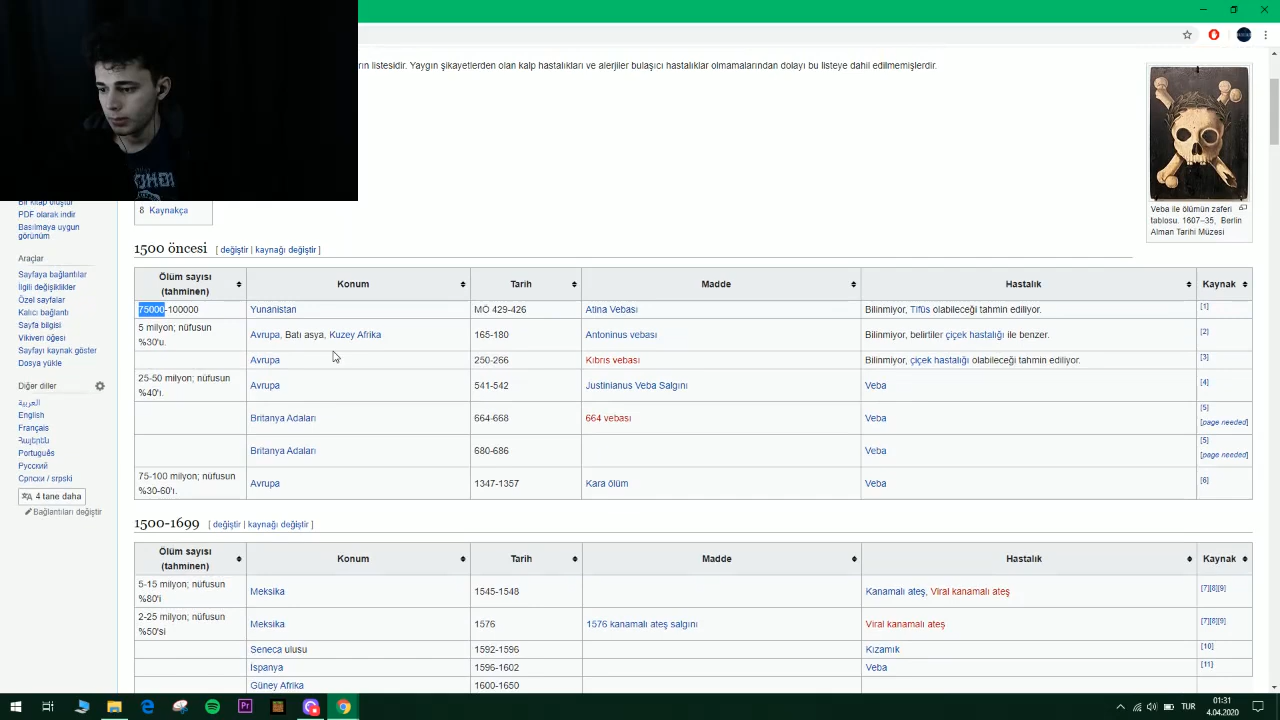 rın listesidir. Yaygın şikayetlerden olan kalp hastalıkları ve alerjiler bulaşıcı hastalıklar olmamalarından dolayı bu listeye dahil edilmemişlerdir.
Veba ile ölümün zaferi
tablosu. 1607–35, Berlin
Alman Tarihi Müzesi
Bir kitap oluştur
PDF olarak indir
Basılmaya uygun
görünüm
Araçlar
Sayfaya bağlantılar
İlgili değişiklikler
Özel sayfalar
Kalıcı bağlantı
Sayfa bilgisi
Vikiveri öğesi
Sayfayı kaynak göster
Dosya yükle
Diğer diller
العربية
English
Français
Հայերեն
Português
Русский
Српски / srpski
4 tane daha
Bağlantıları değiştir
8 Kaynakça
1500 öncesi [ değiştir | kaynağı değiştir ]
Ölüm sayısı (tahminen) Konum Tarih Madde Hastalık Kaynak
75000-100000 Yunanistan MÖ 429-426 Atina Vebası Bilinmiyor, Tifüs olabileceği tahmin ediliyor. [1]
5 milyon; nüfusun %30'u. Avrupa, Batı asya, Kuzey Afrika 165-180 Antoninus vebası Bilinmiyor, belirtiler çiçek hastalığı ile benzer. [2]
Avrupa 250-266 Kıbrıs vebası Bilinmiyor, çiçek hastalığı olabileceği tahmin ediliyor. [3]
25-50 milyon; nüfusun %40'ı. Avrupa 541-542 Justinianus Veba Salgını Veba [4]
Britanya Adaları 664-668 664 vebası Veba [5] [page needed]
Britanya Adaları 680-686 Veba [5] [page needed]
75-100 milyon; nüfusun %30-60'ı. Avrupa 1347-1357 Kara ölüm Veba [6]
1500-1699 [ değiştir | kaynağı değiştir ]
Ölüm sayısı (tahminen) Konum Tarih Madde Hastalık Kaynak
5-15 milyon; nüfusun %80'i Meksika 1545-1548 Kanamalı ateş, Viral kanamalı ateş [7][8][9]
2-25 milyon; nüfusun %50'si Meksika 1576 1576 kanamalı ateş salgını Viral kanamalı ateş [7][8][9]
Seneca ulusu 1592-1596 Kızamık [10]
İspanya 1596-1602 Veba [11]
Güney Afrika 1600-1650
TUR
01:31
4.04.2020